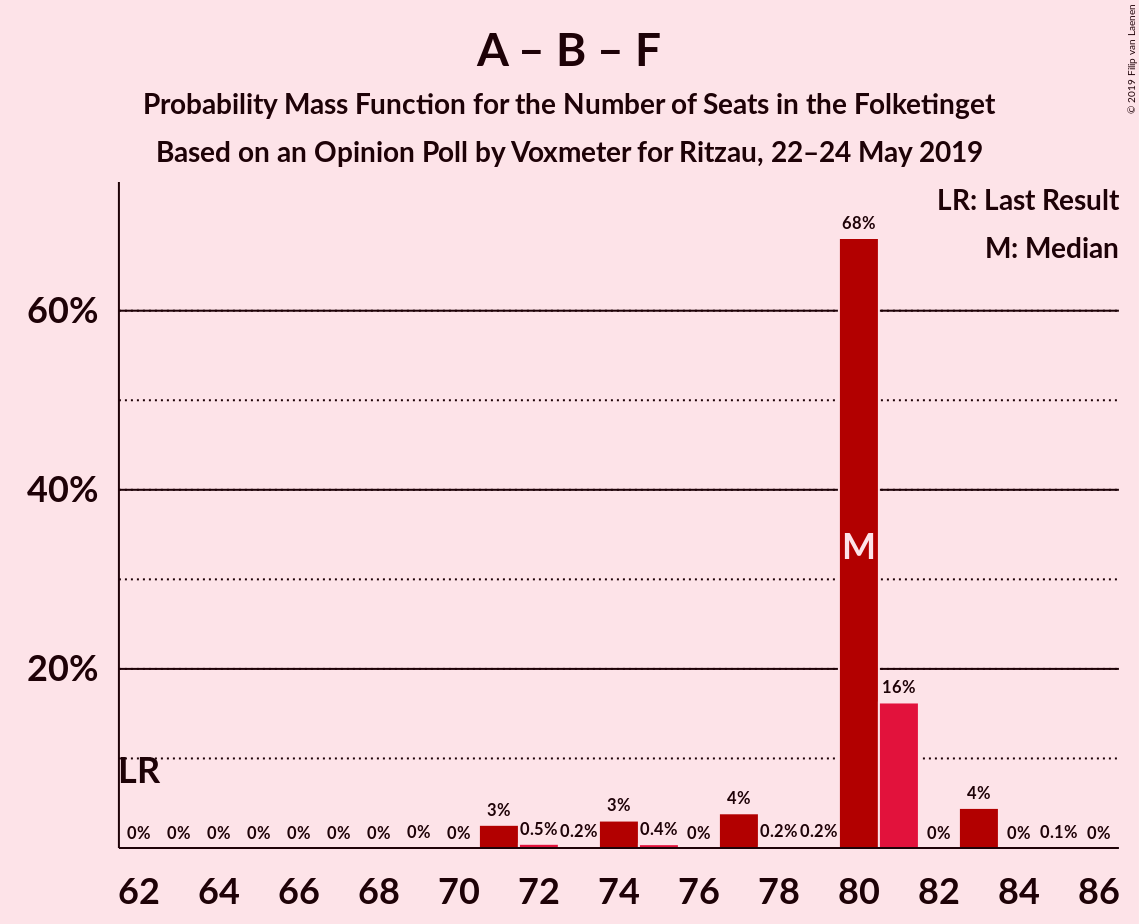 A – B – F
Probability Mass Function for the Number of Seats in the Folketinget
Based on an Opinion Poll by Voxmeter for Ritzau, 22–24 May 2019
© 2019 Filip van Laenen
LR: Last Result
M: Median
60%
40%
20%
68%
M
16%
LR
0% 0% 0% 0% 0% 0% 0% 0% 0% 3% 0.5% 0.2% 3% 0.4% 0% 4% 0.2% 0.2% 0% 4% 0% 0.1% 0%
62 64 66 68 70 72 74 76 78 80 82 84 86